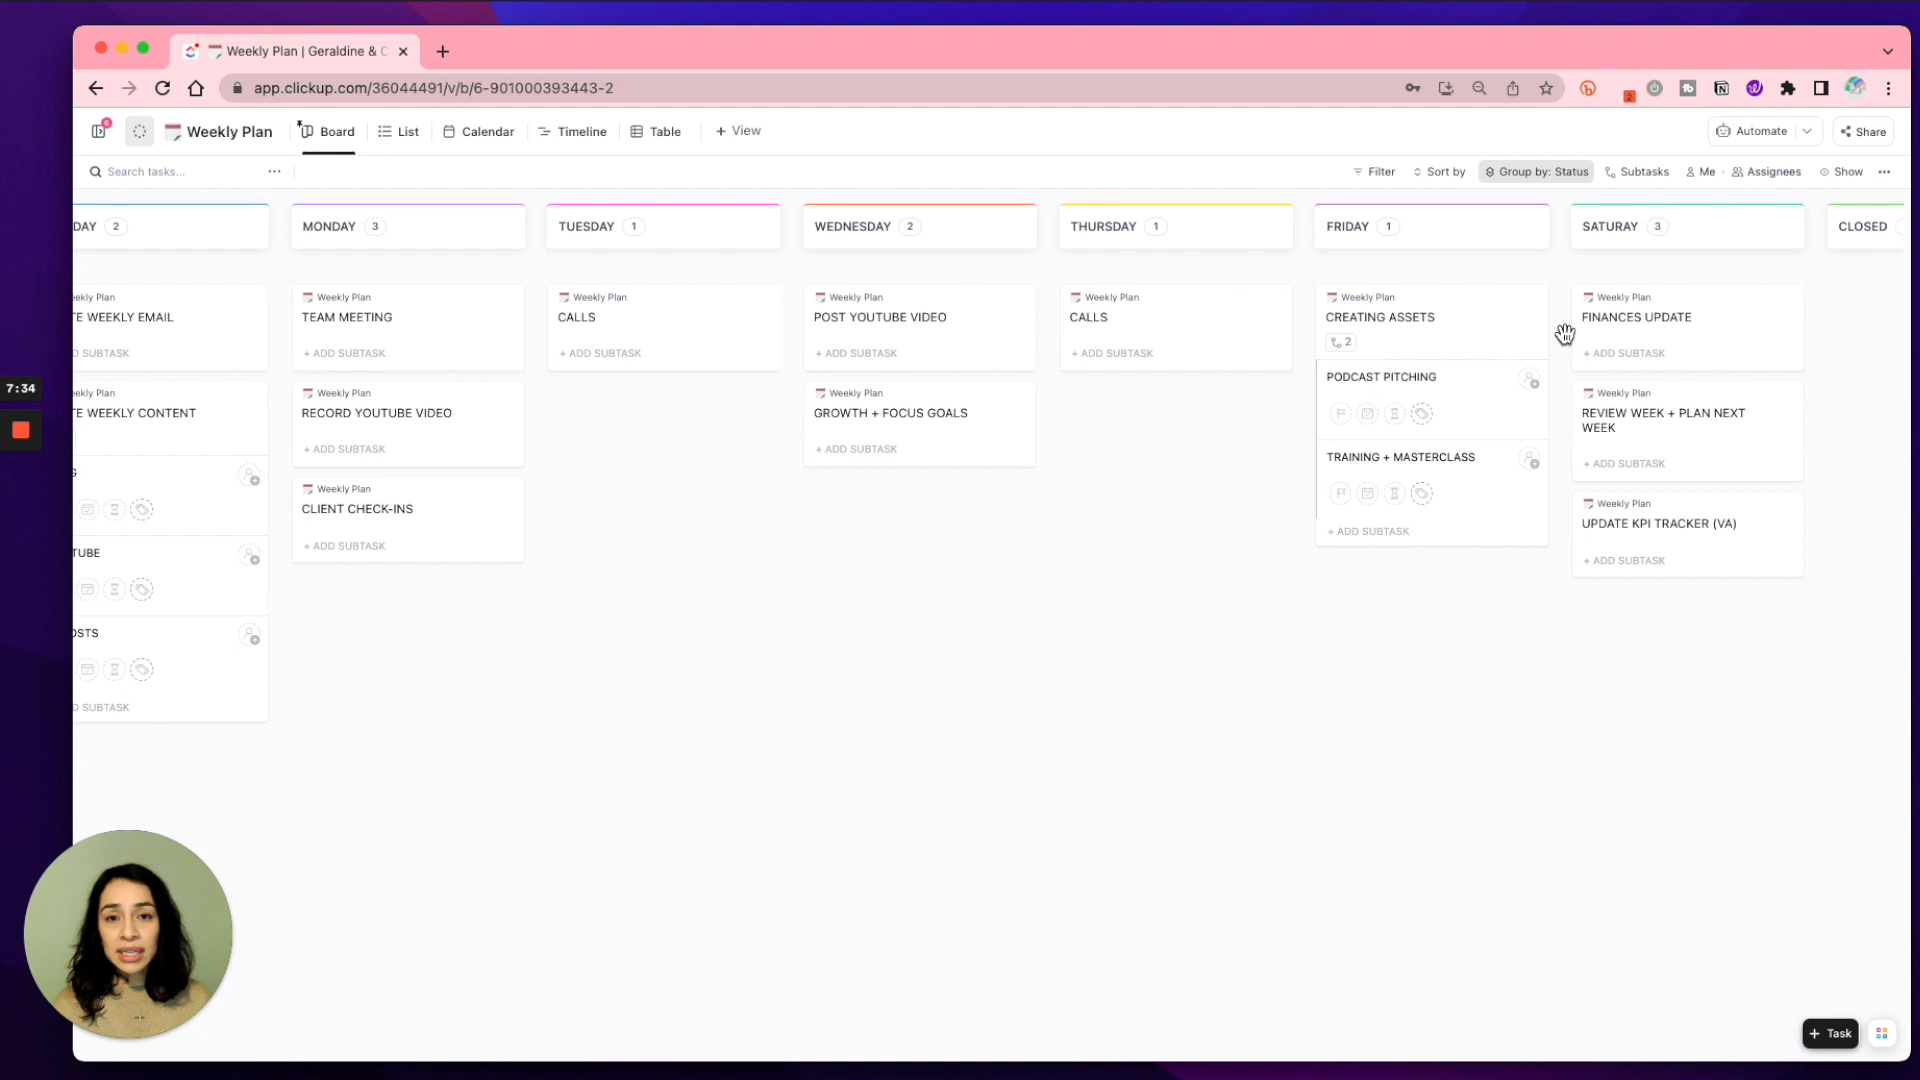 Weekly Plan | Geraldine & C
app.clickup.com/36044491/v/b/6-901000393443-2
2
6
Weekly Plan
Board
List
Calendar
Timeline
Table
+ View
Automate
Share
Search tasks...
Filter
Sort by
Group by: Status
Subtasks
Me
Assignees
Show
DAY 2
MONDAY 3
TUESDAY 1
WEDNESDAY 2
THURSDAY 1
FRIDAY 1
SATURAY 3
CLOSED
eekly Plan
TE WEEKLY EMAIL
D SUBTASK
eekly Plan
TE WEEKLY CONTENT
G
TUBE
OSTS
D SUBTASK
Weekly Plan
TEAM MEETING
+ ADD SUBTASK
Weekly Plan
RECORD YOUTUBE VIDEO
+ ADD SUBTASK
Weekly Plan
CLIENT CHECK-INS
+ ADD SUBTASK
Weekly Plan
CALLS
+ ADD SUBTASK
Weekly Plan
POST YOUTUBE VIDEO
+ ADD SUBTASK
Weekly Plan
GROWTH + FOCUS GOALS
+ ADD SUBTASK
Weekly Plan
CALLS
+ ADD SUBTASK
Weekly Plan
CREATING ASSETS
2
PODCAST PITCHING
TRAINING + MASTERCLASS
+ ADD SUBTASK
Weekly Plan
FINANCES UPDATE
+ ADD SUBTASK
Weekly Plan
REVIEW WEEK + PLAN NEXT
WEEK
+ ADD SUBTASK
Weekly Plan
UPDATE KPI TRACKER (VA)
+ ADD SUBTASK
7:34
+ Task